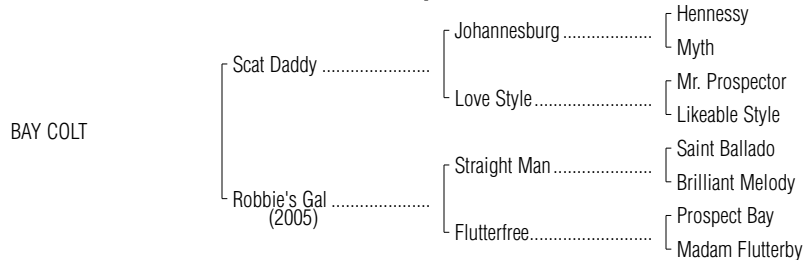 Hennessy
Johannesburg ...................
Myth
Scat Daddy .......................
Mr. Prospector
Love Style.........................
Likeable Style
BAY COLT
Saint Ballado
Straight Man .....................
Brilliant Melody
Robbie's Gal .....................
(2005)
Prospect Bay
Flutterfree..........................
Madam Flutterby